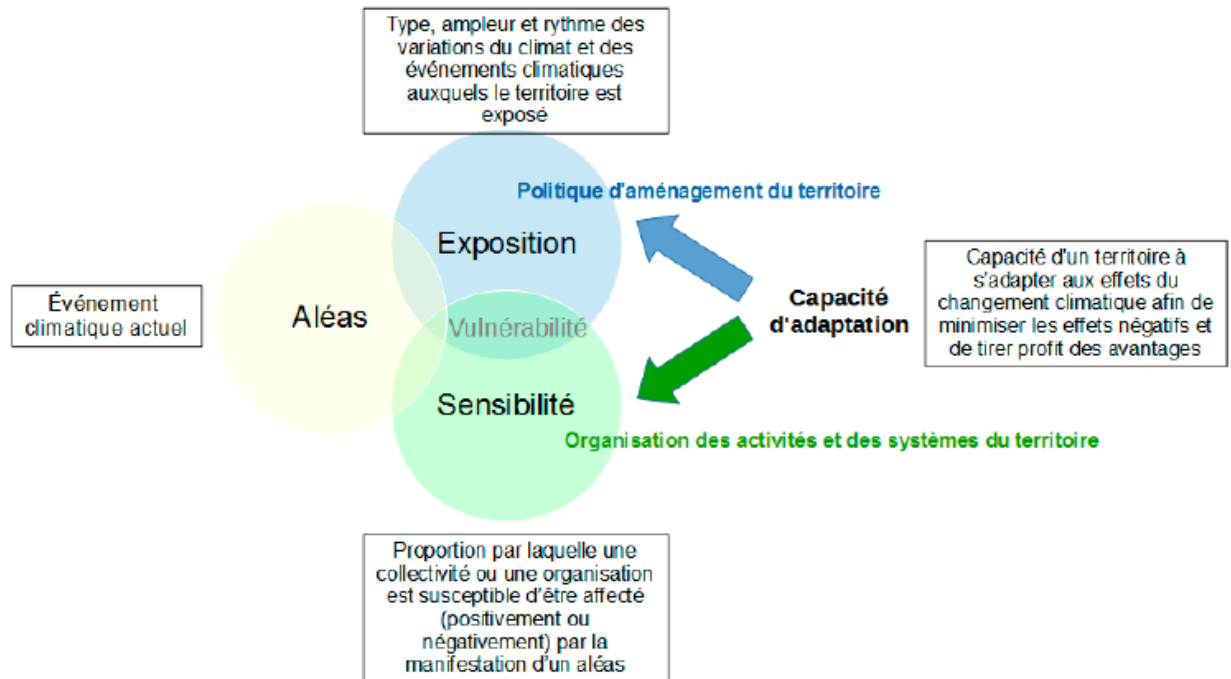 Type, ampleur et rythme des
variations du climat et des
événements climatiques
auxquels le territoire est
exposé
Politique d'aménagement du territoire
Exposition
Événement
climatique actuel
Aléas
Vulnérabilité
Capacité
d'adaptation
Capacité d'un territoire à
s'adapter aux effets du
changement climatique afin de
minimiser les effets négatifs et
de tirer profit des avantages
Sensibilité
Organisation des activités et des systèmes du territoire
Proportion par laquelle une
collectivité ou une organisation
est susceptible d'être affecté
(positivement ou
négativement) par la
manifestation d'un aléas